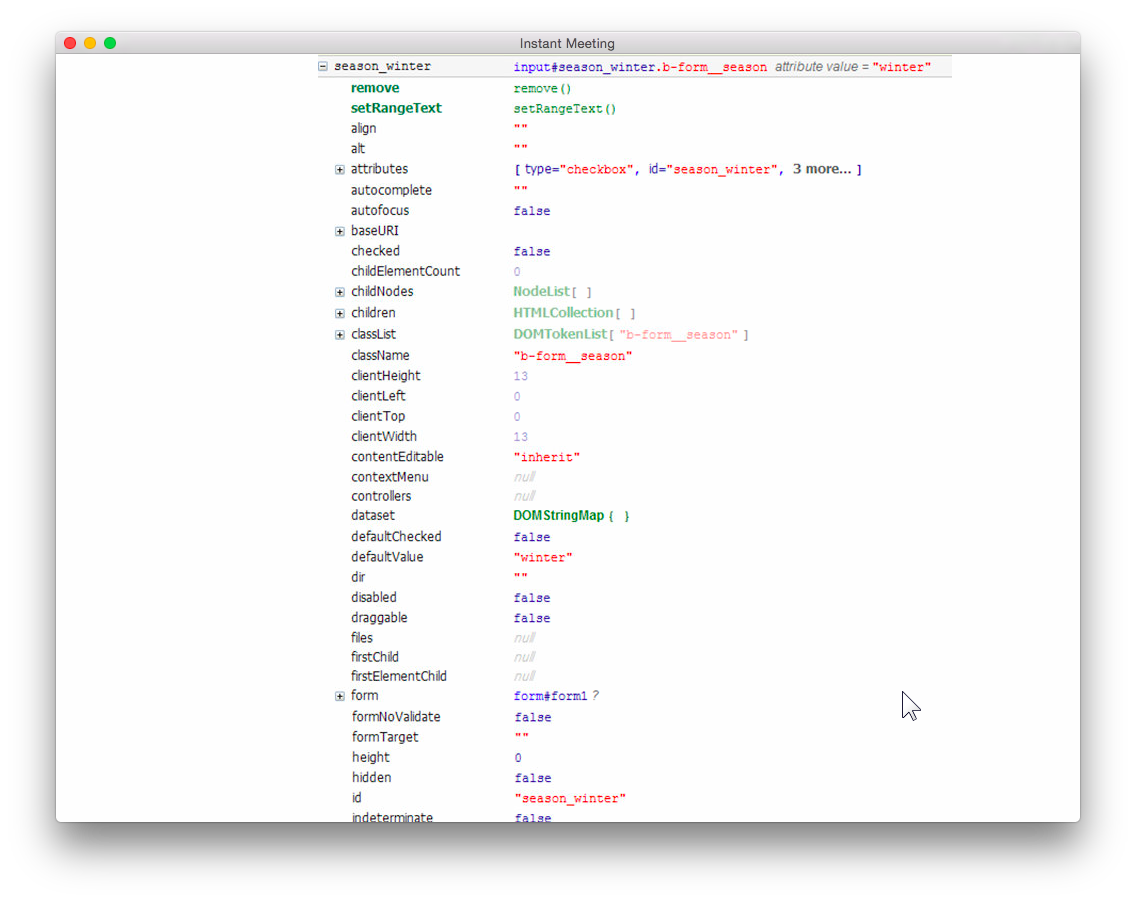 Instant Meeting
season_winter input#season_winter.b-form__season attribute value = "winter"
remove remove()
setRangeText setRangeText()
align ""
alt ""
attributes [ type="checkbox", id="season_winter", 3 more... ]
autocomplete ""
autofocus false
baseURI
checked false
childElementCount 0
childNodes NodeList[ ]
children HTMLCollection[ ]
classList DOMTokenList[ "b-form__season" ]
className "b-form__season"
clientHeight 13
clientLeft 0
clientTop 0
clientWidth 13
contentEditable "inherit"
contextMenu null
controllers null
dataset DOMStringMap { }
defaultChecked false
defaultValue "winter"
dir ""
disabled false
draggable false
files null
firstChild null
firstElementChild null
form form#form1 ?
formNoValidate false
formTarget ""
height 0
hidden false
id "season_winter"
indeterminate false